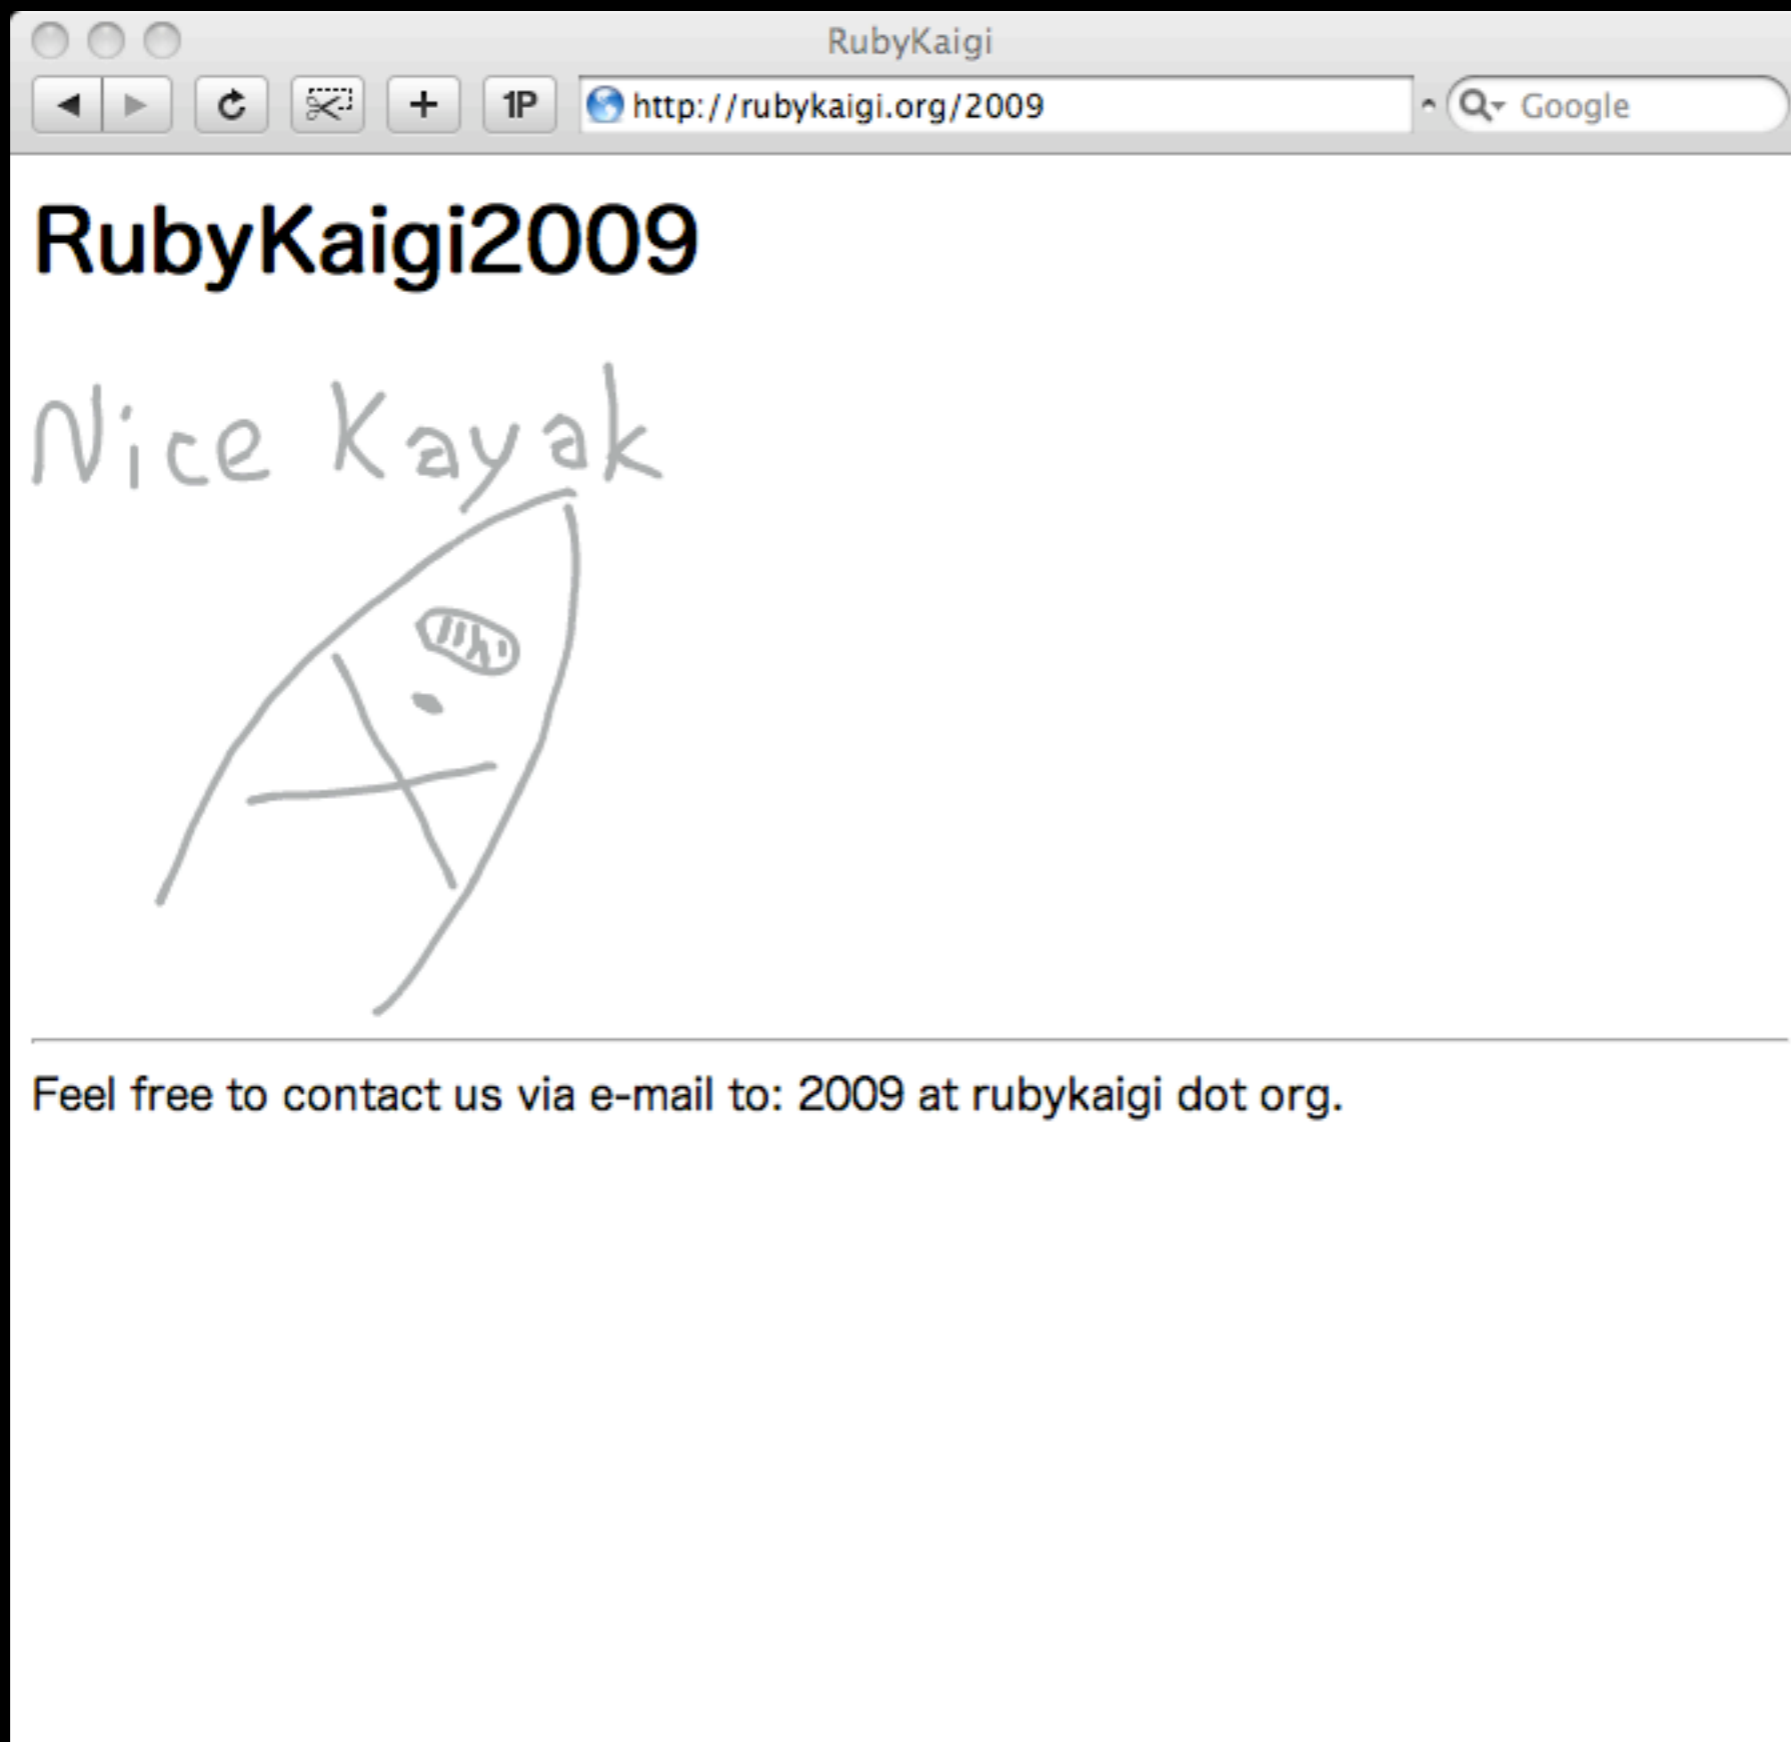 RubyKaigi
1P
http://rubykaigi.org/2009
Google
RubyKaigi2009
Nice Kayak
Feel free to contact us via e-mail to: 2009 at rubykaigi dot org.